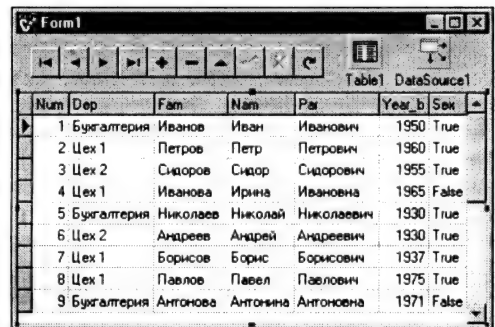 Form1
Table1 DataSource1
Num Dep Fam Nam Par Year_b Sex
1 Бухгалтерия Иванов Иван Иванович 1950 True
2 Цех 1 Петров Петр Петрович 1960 True
3 Цех 2 Сидоров Сидор Сидорович 1955 True
4 Цех 1 Иванова Ирина Ивановна 1965 False
5 Бухгалтерия Николаев Николай Николаевич 1930 True
6 Цех 2 Андреев Андрей Андреевич 1930 True
7 Цех 1 Борисов Борис Борисович 1937 True
8 Цех 1 Павлов Павел Павлович 1975 True
9 Бухгалтерия Антонова Антонина Антоновна 1971 False